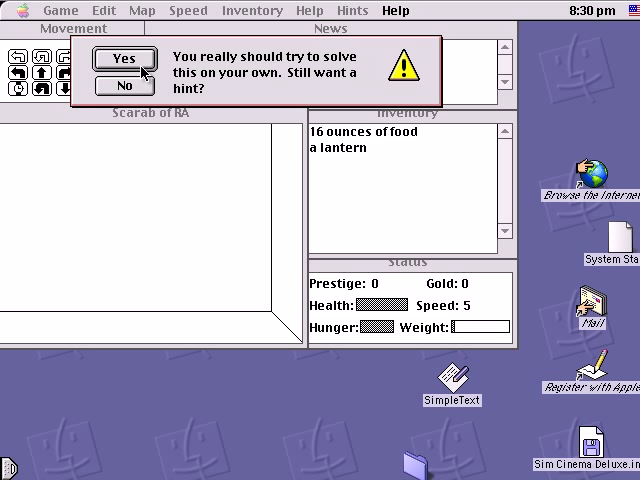 Game Edit Map Speed Inventory Help Hints Help 8:30 pm
Movement News
Yes
No
You really should try to solve
this on your own. Still want a
hint?
Scarab of RA
Inventory
16 ounces of food
a lantern
Status
Prestige: 0 Gold: 0
Health: Speed: 5
Hunger: Weight:
Browse the Internet
System Sta
Mail
Register with Apple
SimpleText
Sim Cinema Deluxe.in